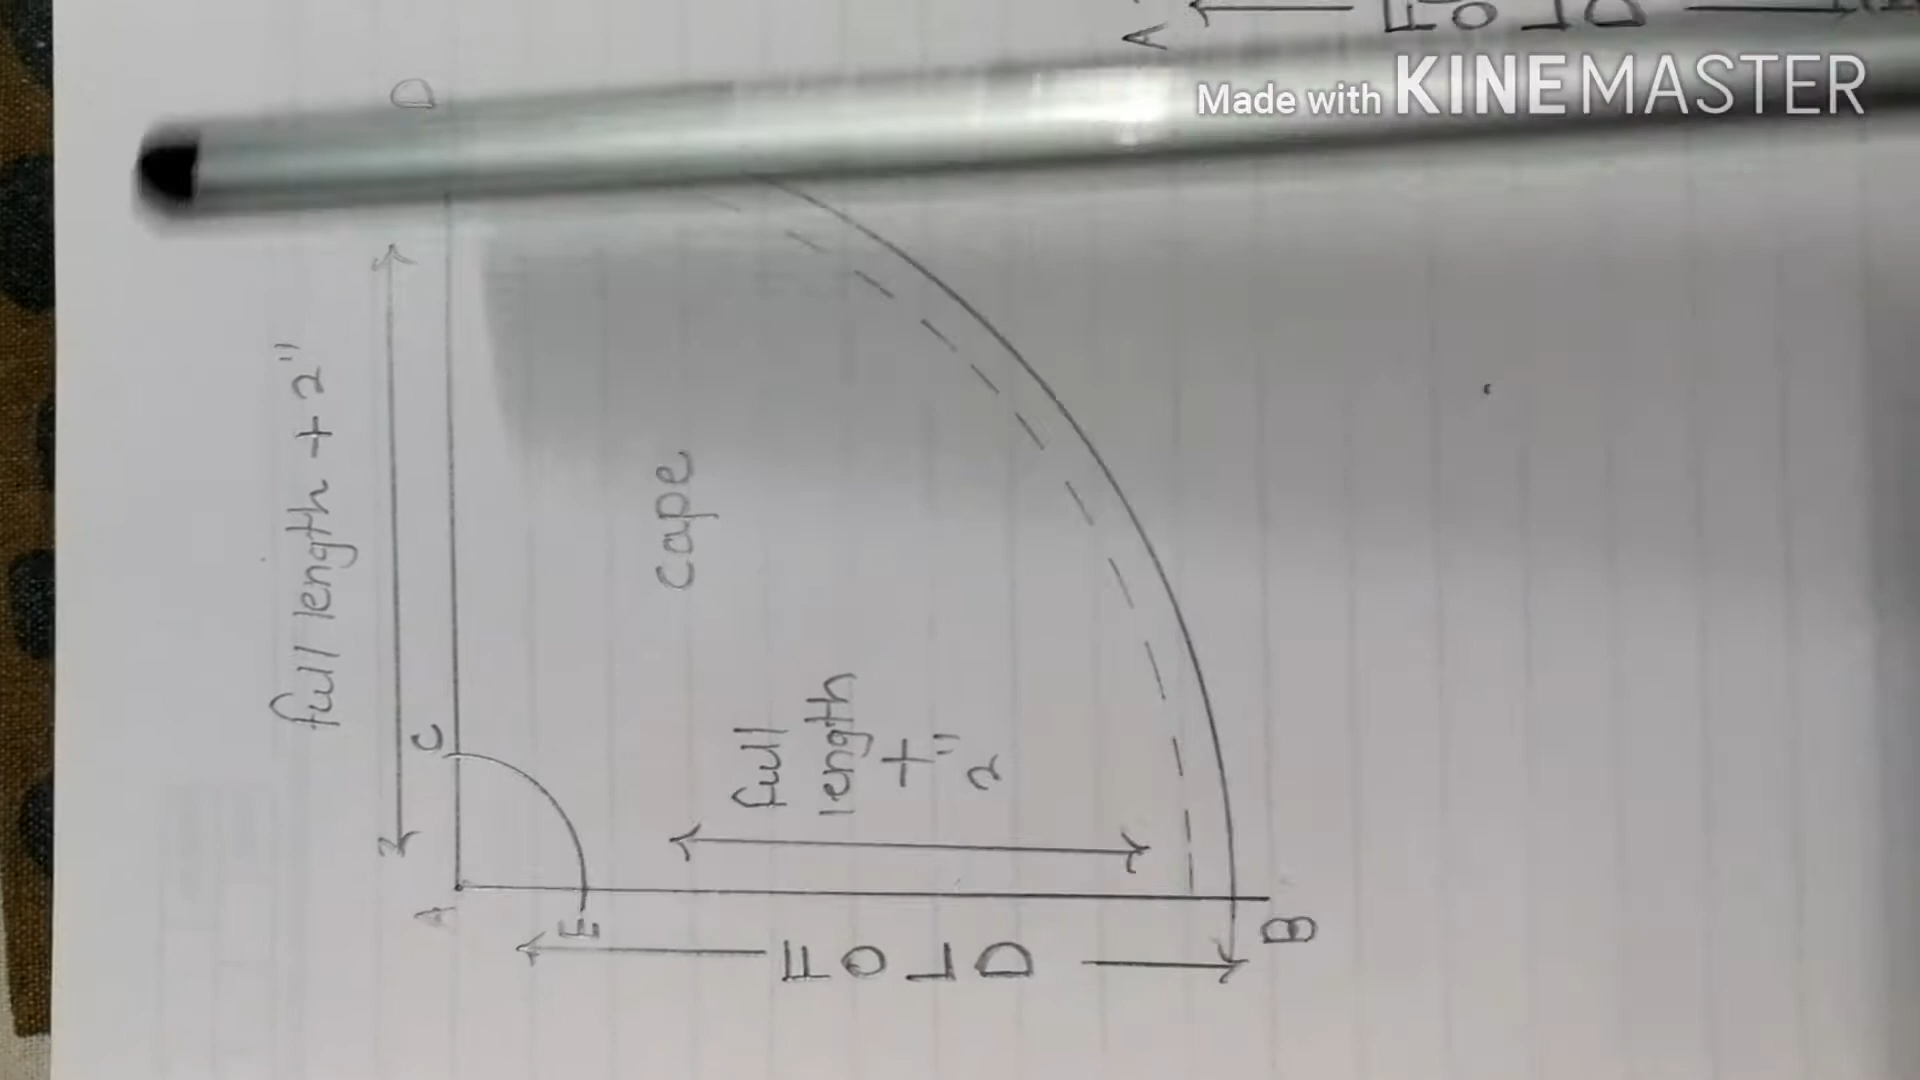 A
FOLD
Made with KINEMASTER
D
full length + 2"
C
cape
full
length
+
2"
A
E
FOLD
B